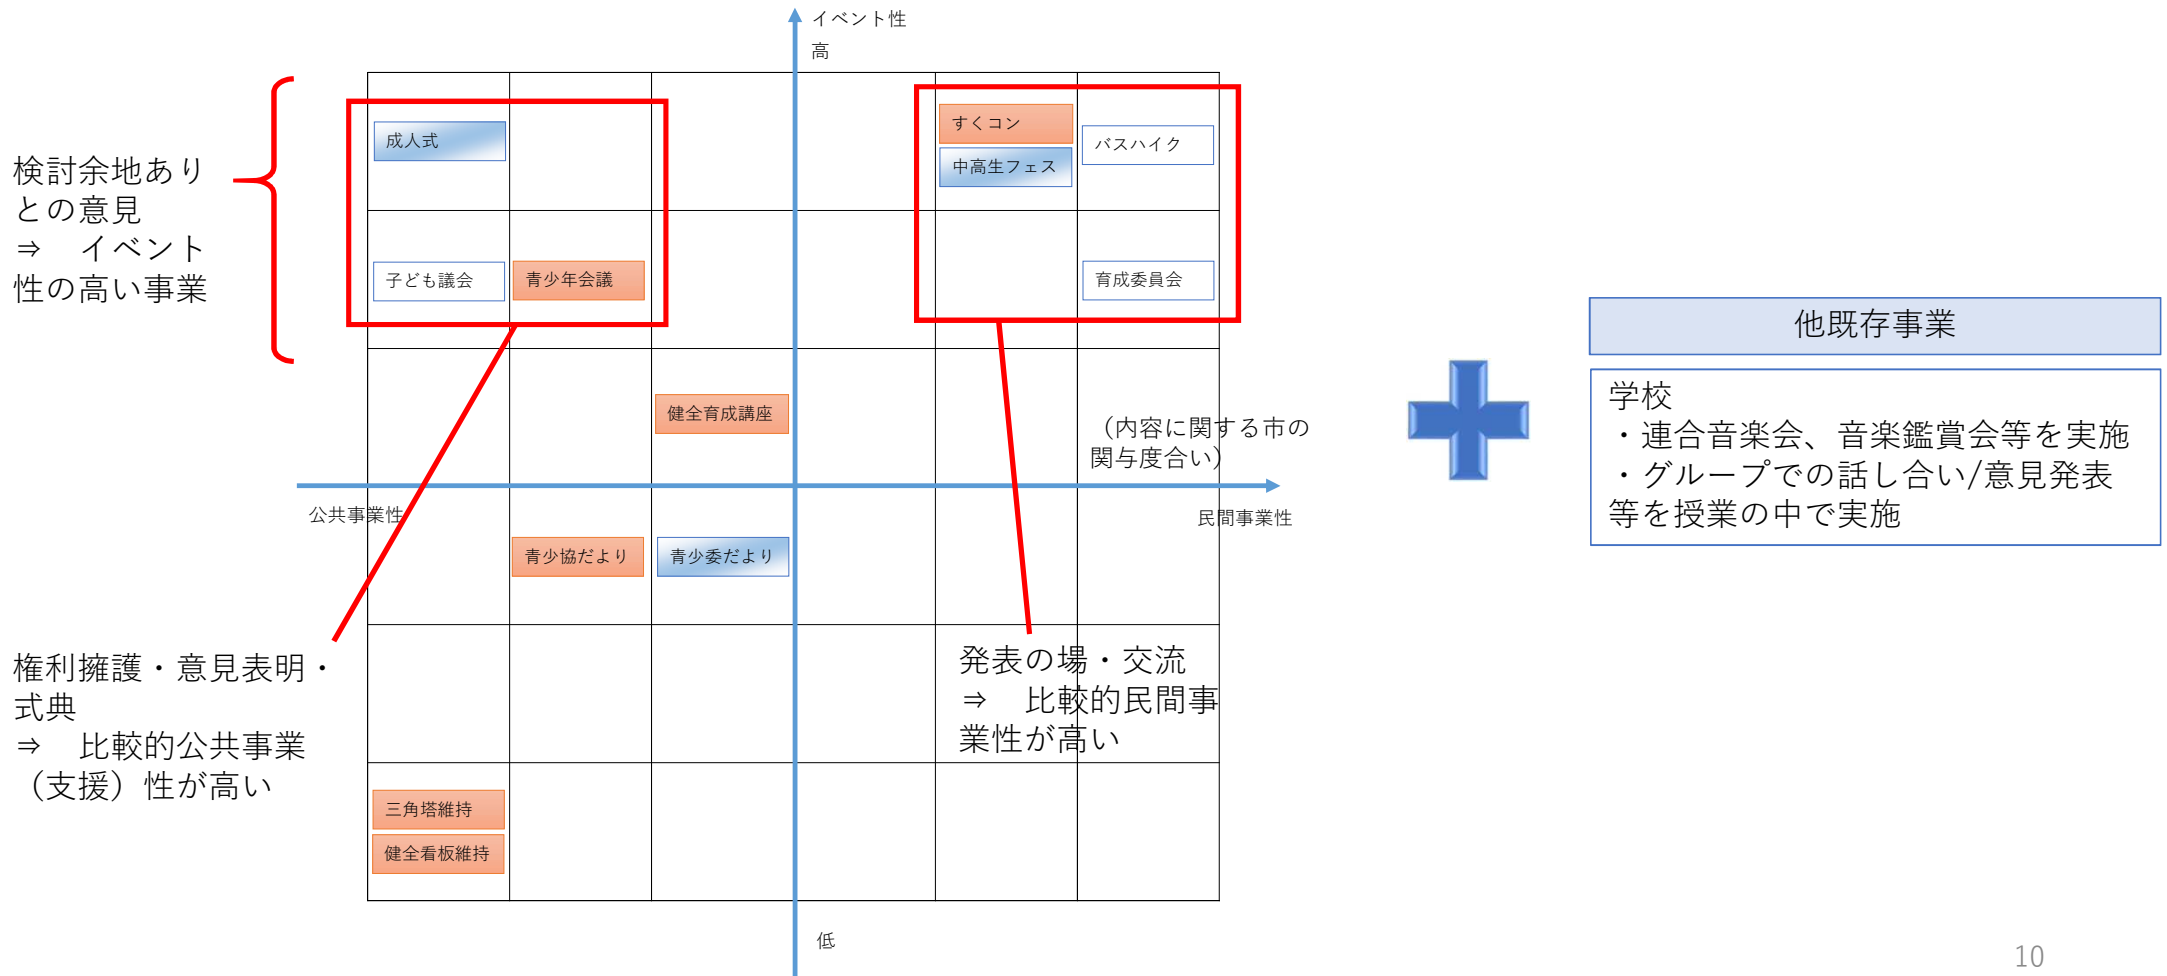 イベント性
高
検討余地あり
との意見
⇒　イベント
性の高い事業
成人式
すくコン
中高生フェス
バスハイク
子ども議会
青少年会議
育成委員会
健全育成講座
（内容に関する市の
関与度合い）
公共事業性
民間事業性
青少協だより
青少委だより
権利擁護・意見表明・
式典
⇒　比較的公共事業
（支援）性が高い
発表の場・交流
⇒　比較的民間事
業性が高い
三角塔維持
健全看板維持
低
他既存事業
学校
・連合音楽会、音楽鑑賞会等を実施
・グループでの話し合い/意見発表
等を授業の中で実施
10